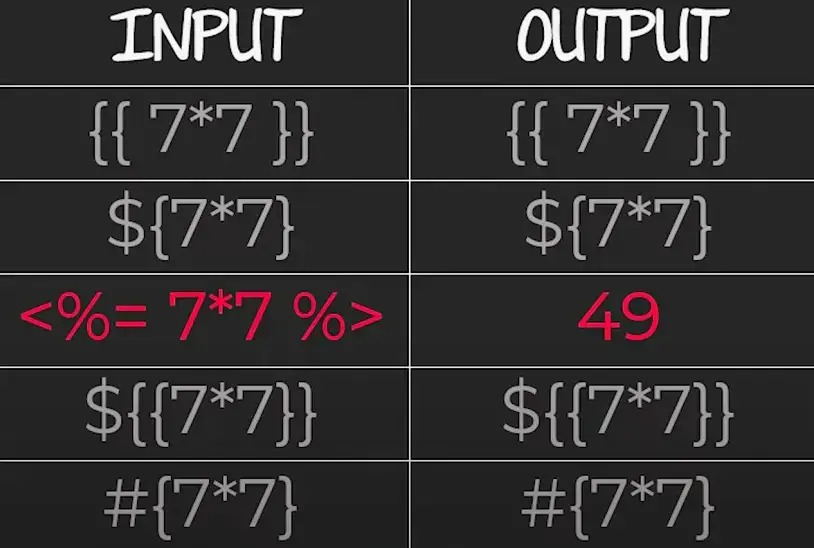 INPUT OUTPUT
{{ 7*7 }} {{ 7*7 }}
${7*7} ${7*7}
<%= 7*7 %> 49
${{7*7}} ${{7*7}}
#{7*7} #{7*7}